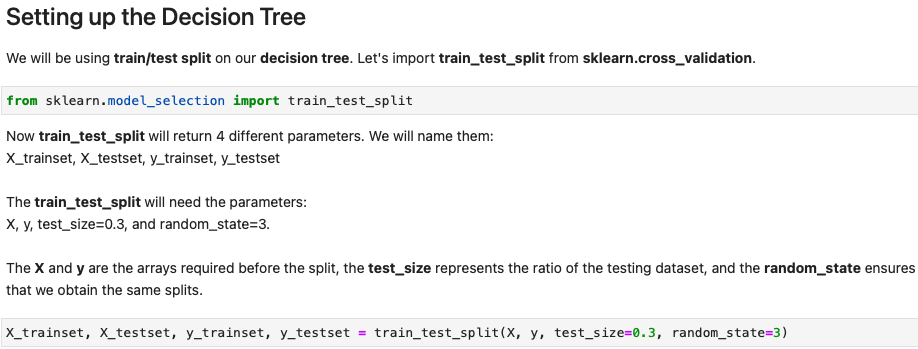 Setting up the Decision Tree
We will be using train/test split on our decision tree. Let's import train_test_split from sklearn.cross_validation.
from sklearn.model_selection import train_test_split
Now train_test_split will return 4 different parameters. We will name them:
X_trainset, X_testset, y_trainset, y_testset
The train_test_split will need the parameters:
X, y, test_size=0.3, and random_state=3.
The X and y are the arrays required before the split, the test_size represents the ratio of the testing dataset, and the random_state ensures
that we obtain the same splits.
X_trainset, X_testset, y_trainset, y_testset = train_test_split(X, y, test_size=0.3, random_state=3)